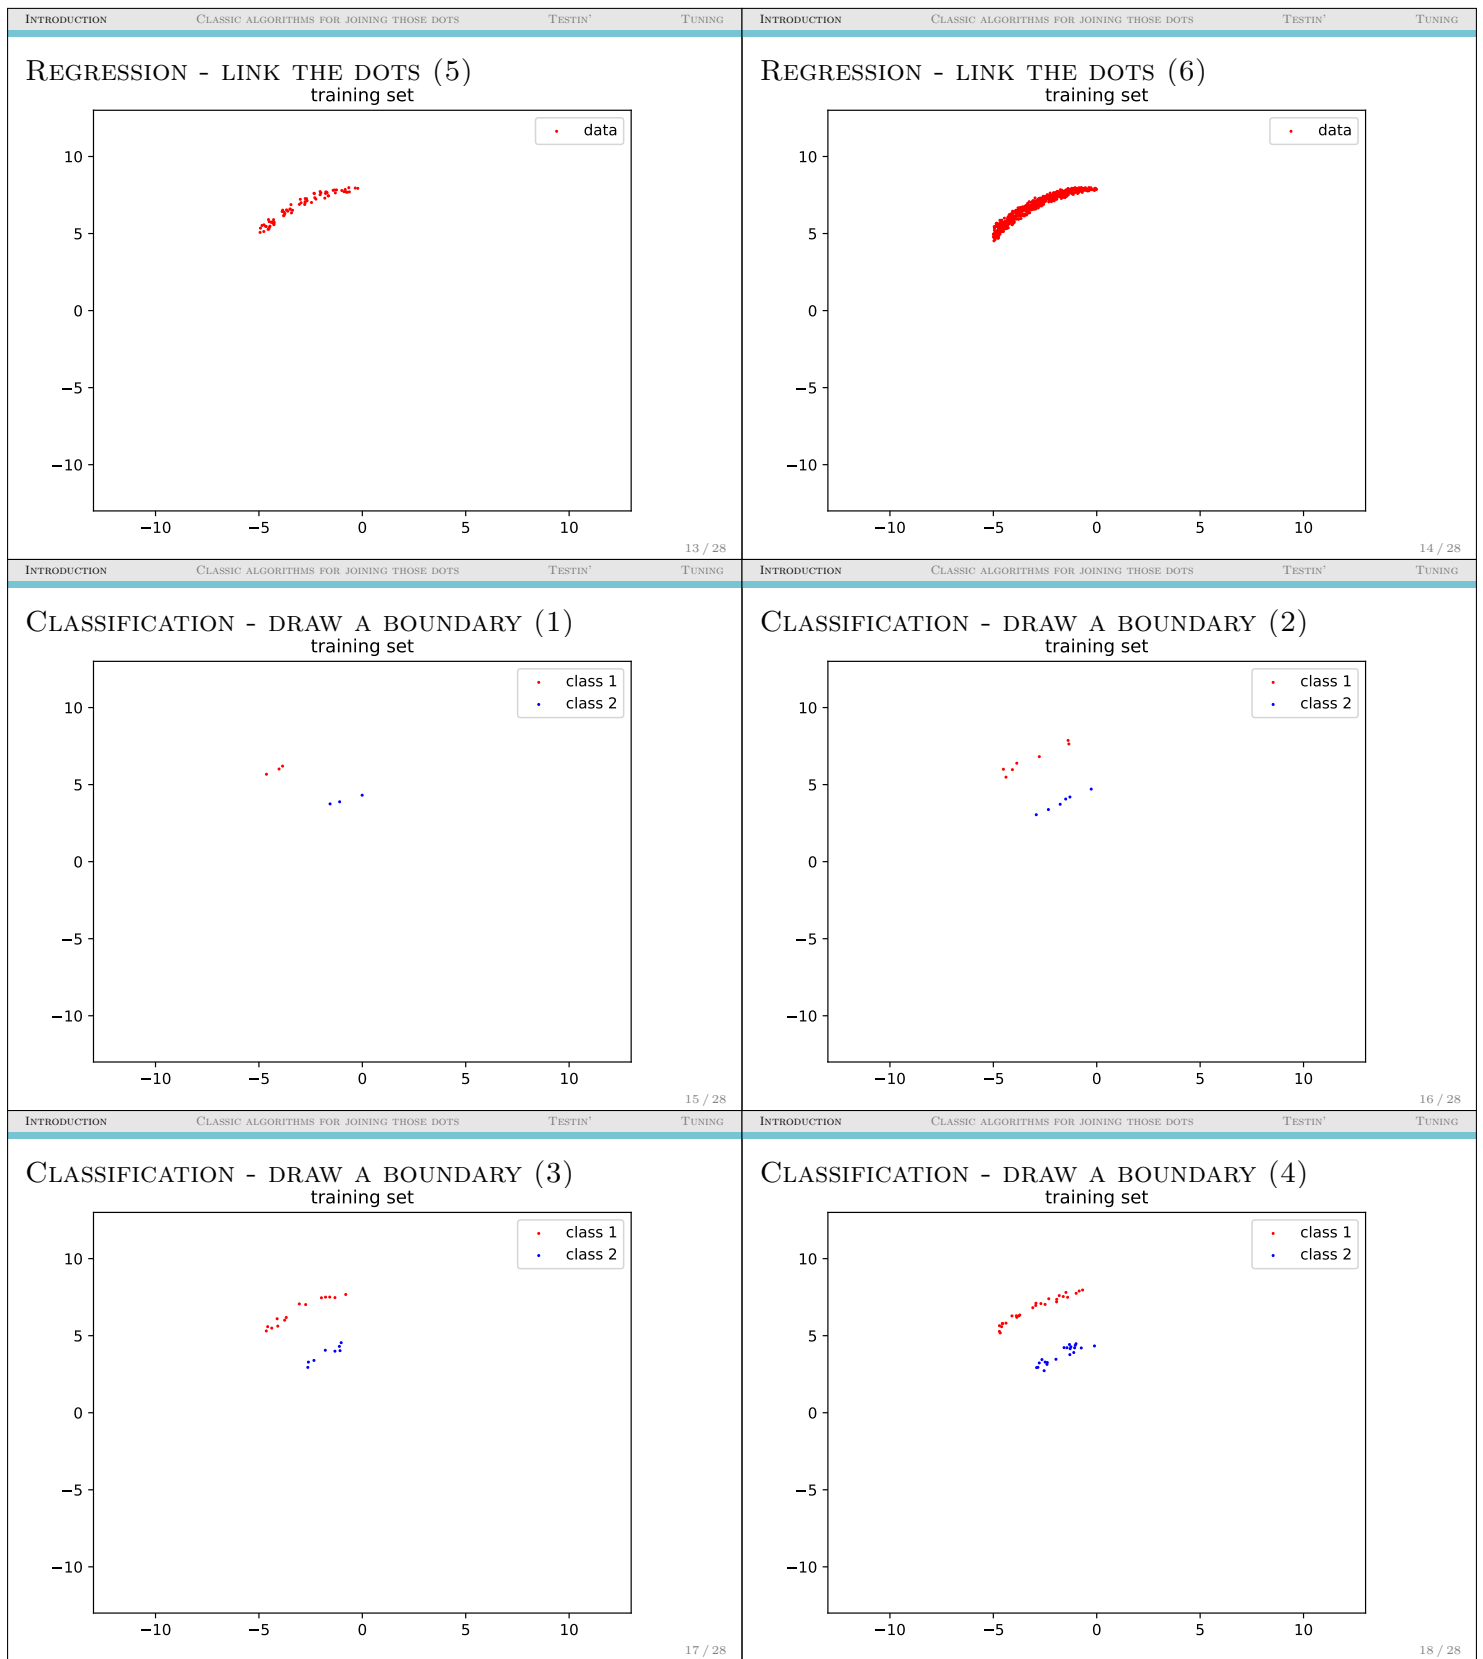 INTRODUCTION CLASSIC ALGORITHMS FOR JOINING THOSE DOTS TESTIN' TUNING
REGRESSION - LINK THE DOTS (5)
training set
data
10
5
0
−5
−10
−10 −5 0 5 10
13 / 28
INTRODUCTION CLASSIC ALGORITHMS FOR JOINING THOSE DOTS TESTIN' TUNING
REGRESSION - LINK THE DOTS (6)
training set
data
10
5
0
−5
−10
−10 −5 0 5 10
14 / 28
INTRODUCTION CLASSIC ALGORITHMS FOR JOINING THOSE DOTS TESTIN' TUNING
CLASSIFICATION - DRAW A BOUNDARY (1)
training set
class 1
class 2
10
5
0
−5
−10
−10 −5 0 5 10
15 / 28
INTRODUCTION CLASSIC ALGORITHMS FOR JOINING THOSE DOTS TESTIN' TUNING
CLASSIFICATION - DRAW A BOUNDARY (2)
training set
class 1
class 2
10
5
0
−5
−10
−10 −5 0 5 10
16 / 28
INTRODUCTION CLASSIC ALGORITHMS FOR JOINING THOSE DOTS TESTIN' TUNING
CLASSIFICATION - DRAW A BOUNDARY (3)
training set
class 1
class 2
10
5
0
−5
−10
−10 −5 0 5 10
17 / 28
INTRODUCTION CLASSIC ALGORITHMS FOR JOINING THOSE DOTS TESTIN' TUNING
CLASSIFICATION - DRAW A BOUNDARY (4)
training set
class 1
class 2
10
5
0
−5
−10
−10 −5 0 5 10
18 / 28